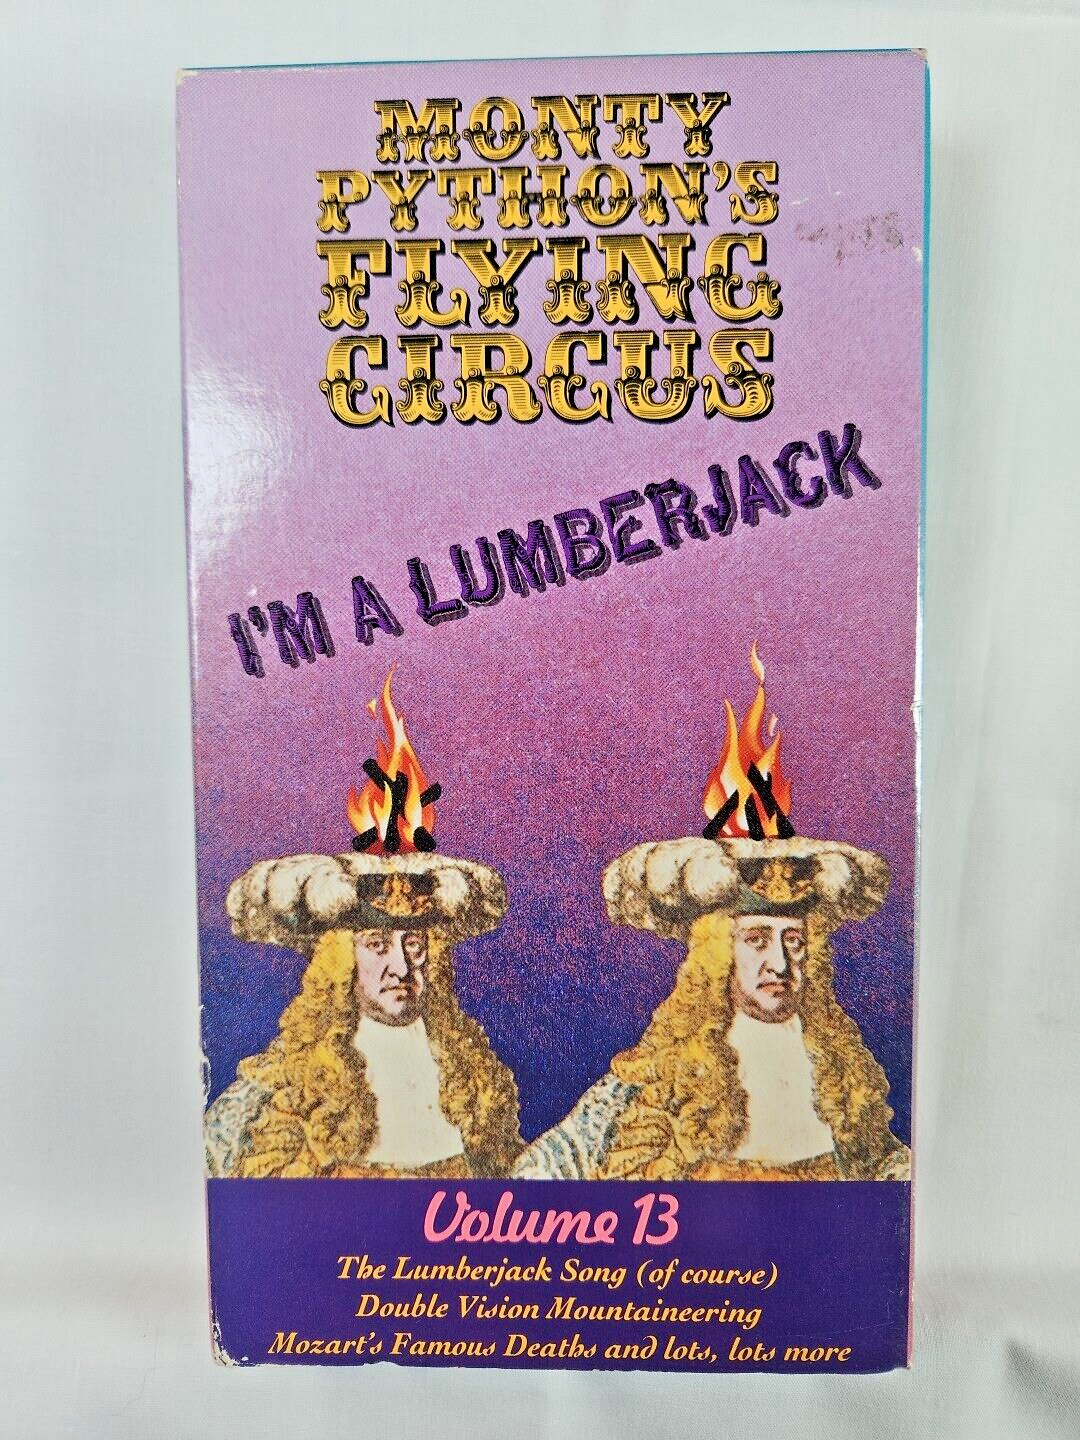 MONTY
PYTHON'S
FLYING
CIRCUS
I'M A LUMBERJACK
Volume 13
The Lumberjack Song (of course)
Double Vision Mountaineering
Mozart's Famous Deaths and lots, lots more